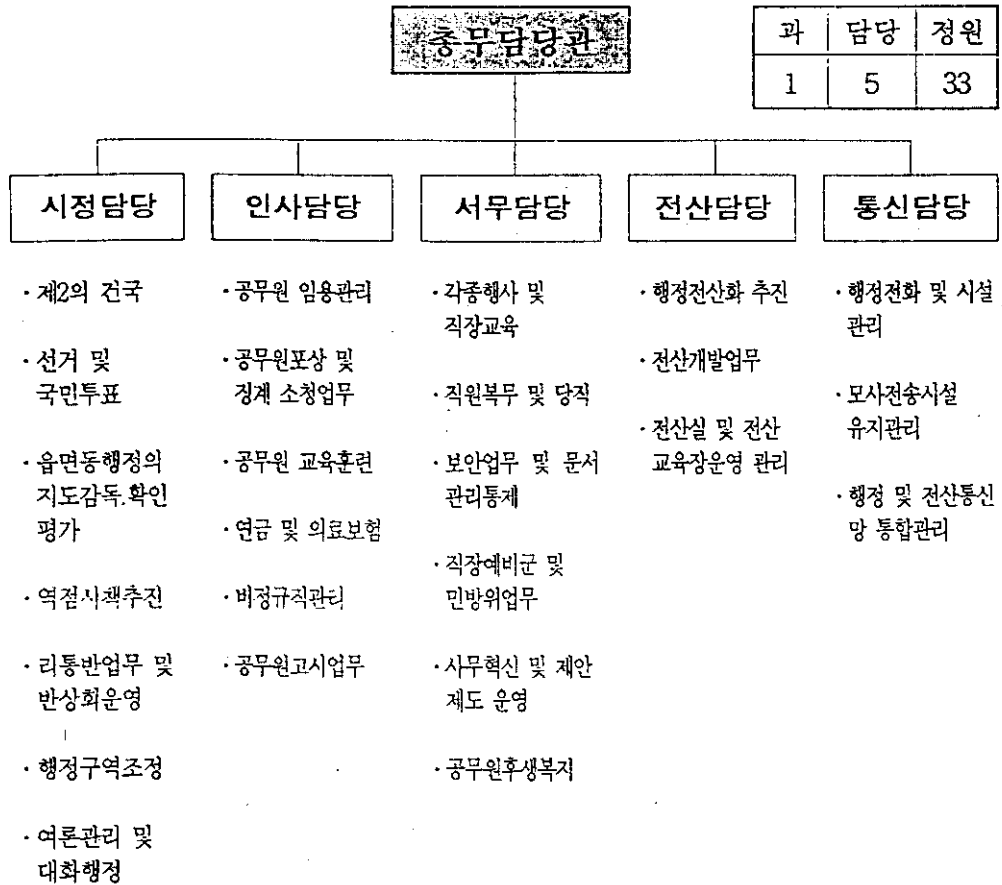 총무담당관
과 담당 정원
1 5 33
시정담당
· 제2의 건국
· 선거 및
국민투표
· 읍면동행정의
지도감독.확인
평가
· 역점시책추진
· 리통반업무 및
반상회운영
· 행정구역조정
· 여론관리 및
대화행정
인사담당
· 공무원 임용관리
· 공무원포상 및
징계 소청업무
· 공무원 교육훈련
· 연금 및 의료보험
· 비정규직관리
· 공무원고시업무
서무담당
· 각종행사 및
직장교육
· 직원복무 및 당직
· 보안업무 및 문서
관리통제
· 직장예비군 및
민방위업무
· 사무혁신 및 제안
제도 운영
· 공무원후생복지
전산담당
· 행정전산화 추진
· 전산개발업무
· 전산실 및 전산
교육장운영 관리
통신담당
· 행정전화 및 시설
관리
· 모사전송시설
유지관리
· 행정 및 전산통신
망 통합관리